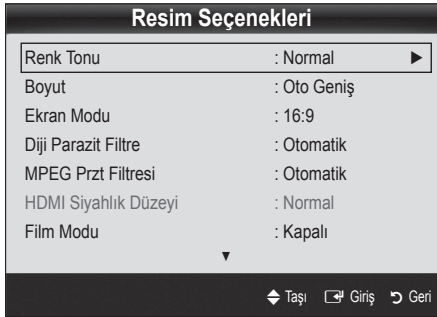 Resim Seçenekleri
Renk Tonu : Normal ►
Boyut : Oto Geniş
Ekran Modu : 16:9
Diji Parazit Filtre : Otomatik
MPEG Przt Filtresi : Otomatik
HDMI Siyahlık Düzeyi : Normal
Film Modu : Kapalı
▼
Taşı Giriş Geri